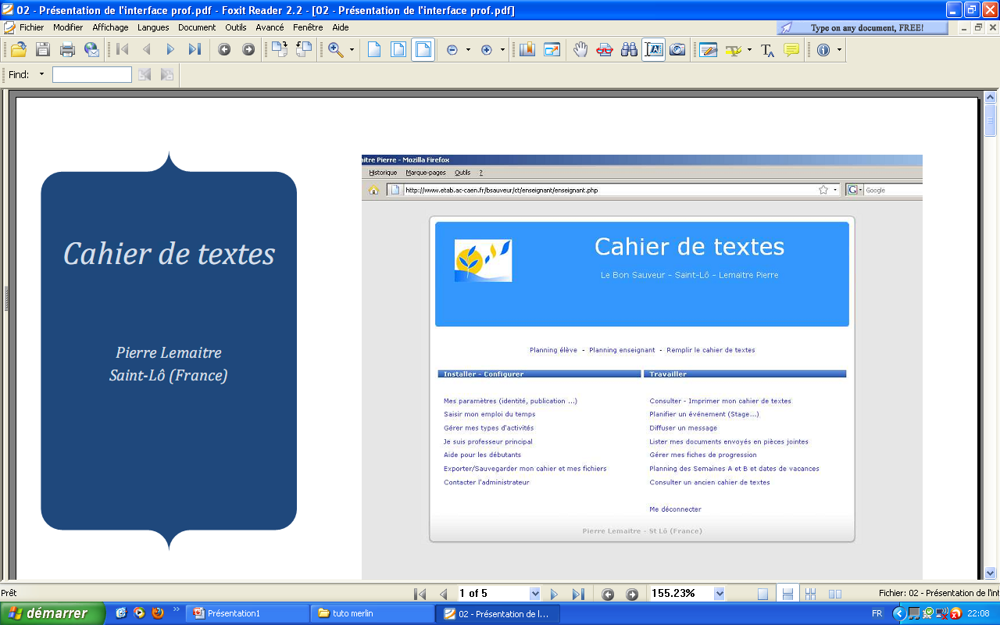 02 - Présentation de l'interface prof.pdf - Foxit Reader 2.2 - [02 - Présentation de l'interface prof.pdf]
Fichier Modifier Affichage Langues Document Outils Avancé Fenêtre Aide
Type on any document, FREE!
Find:
Cahier de textes
Pierre Lemaitre
Saint-Lô (France)
itre Pierre - Mozilla Firefox
Historique Marque-pages Outils ?
http://www.etab.ac-caen.fr/bsauveur/ct/enseignant/enseignant.php
Google
Cahier de textes
Le Bon Sauveur - Saint-Lô - Lemaitre Pierre
Planning élève - Planning enseignant - Remplir le cahier de textes
Installer - Configurer
Mes paramètres (identité, publication ...)
Saisir mon emploi du temps
Gérer mes types d'activités
Je suis professeur principal
Aide pour les débutants
Exporter/Sauvegarder mon cahier et mes fichiers
Contacter l'administrateur
Travailler
Consulter - Imprimer mon cahier de textes
Planifier un événement (Stage...)
Diffuser un message
Lister mes documents envoyés en pièces jointes
Gérer mes fiches de progression
Planning des Semaines A et B et dates de vacances
Consulter un ancien cahier de textes
Me déconnecter
Pierre Lemaitre - St Lô (France)
Prêt
1 of 5
155.23%
Fichier: 02 - Présentation de l'int
démarrer
Présentation1
tuto merlin
02 - Présentation de l'...
FR
22:08